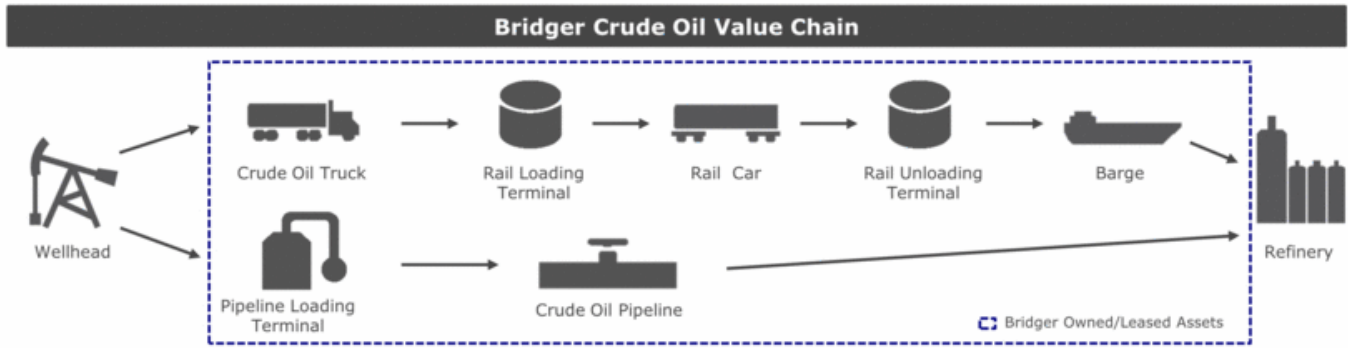 Bridger Crude Oil Value Chain
Crude Oil Truck
Rail Loading
Terminal
Rail Car
Rail Unloading
Terminal
Barge
Wellhead
Refinery
Pipeline Loading
Terminal
Crude Oil Pipeline
Bridger Owned/Leased Assets